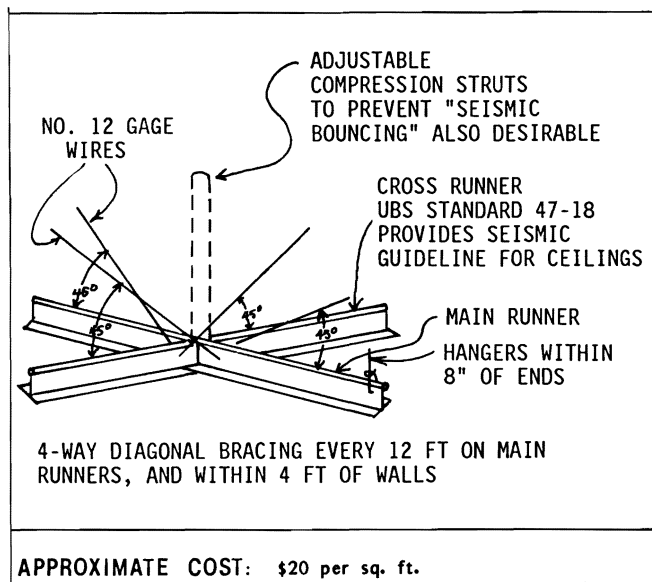 ADJUSTABLE
COMPRESSION STRUTS
TO PREVENT "SEISMIC
BOUNCING" ALSO DESIRABLE
NO. 12 GAGE
WIRES
CROSS RUNNER
UBS STANDARD 47-18
PROVIDES SEISMIC
GUIDELINE FOR CEILINGS
45°
45°
45°
45°
MAIN RUNNER
HANGERS WITHIN
8" OF ENDS
4-WAY DIAGONAL BRACING EVERY 12 FT ON MAIN
RUNNERS, AND WITHIN 4 FT OF WALLS
APPROXIMATE COST: $20 per sq. ft.